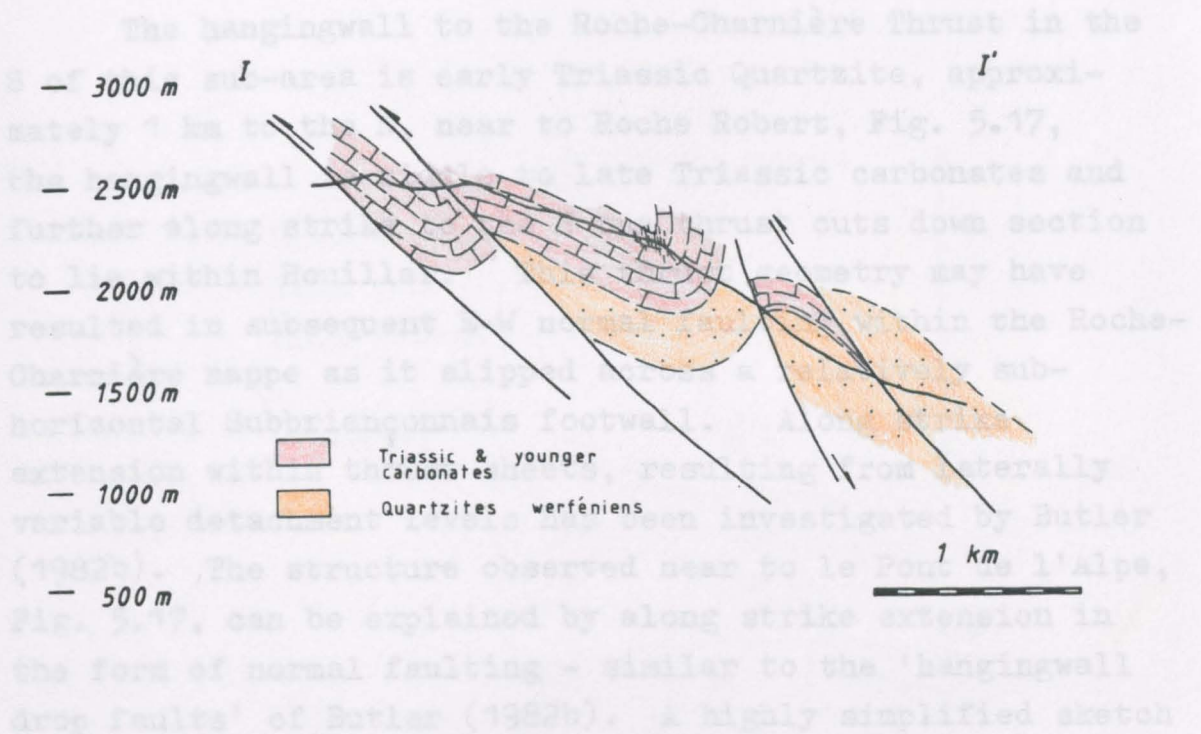 The hangingwall to the Roche-Charnière Thrust in the
I
I'
S of this sub-area is early Triassic Quartzite, approxi-
3000 m
mately 1 km to the N, near to Roche Robert, Fig. 5.17,
the hangingwall to late Triassic carbonates and
2500 m
further along strike to the thrust cuts down section
to lie within Houiller. This thrust geometry may have
2000 m
resulted in subsequent normal faulting within the Roche-
Charnière nappe as it slipped across a relatively sub-
1500 m
horizontal Subbriançonnais footwall. Along strike
Triassic & younger
carbonates
extension within thrust sheets, resulting from laterally
1000 m
Quartzites werféniens
variable detachment levels has been investigated by Butler
1 km
(1982b). The structure observed near to le Pont de l'Alpe,
500 m
Fig. 5.17, can be explained by along strike extension in
the form of normal faulting - similar to the 'hangingwall
drop faults' of Butler (1982b). A highly simplified sketch